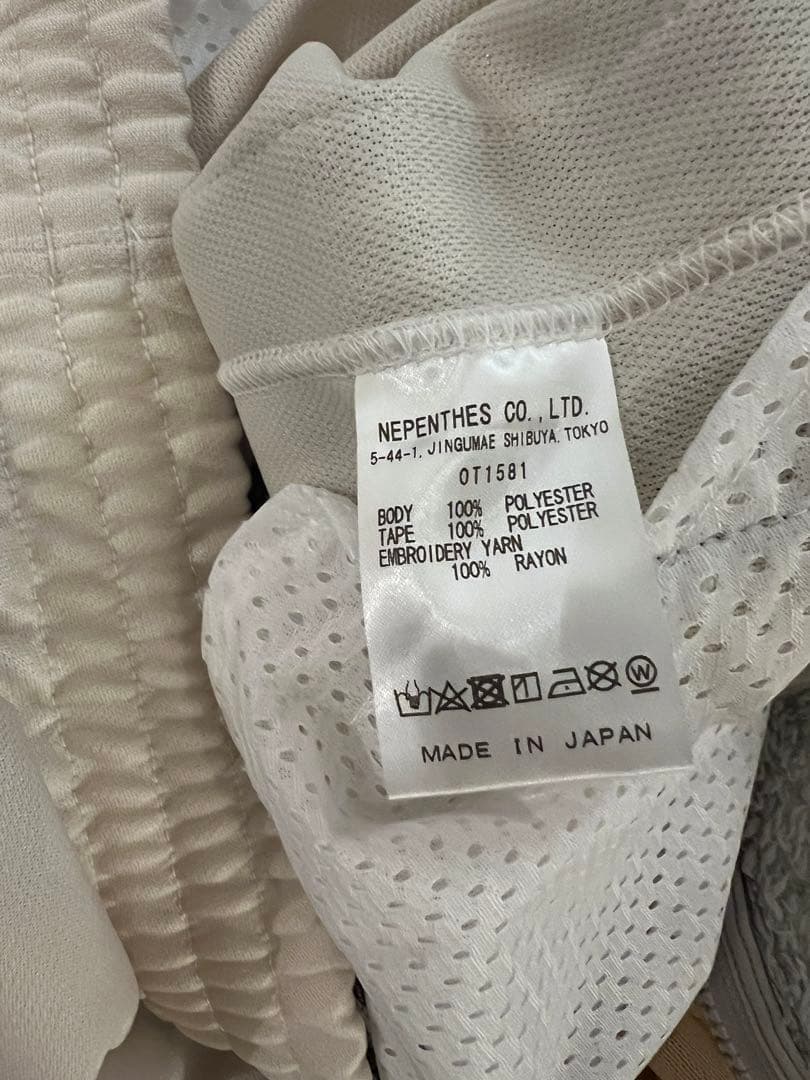 NEPENTHES CO.,LTD.
5-44-1, JINGUMAE SHIBUYA, TOKYO
OT1581
BODY 100% POLYESTER
TAPE 100% POLYESTER
EMBROIDERY YARN
100% RAYON
W
MADE IN JAPAN